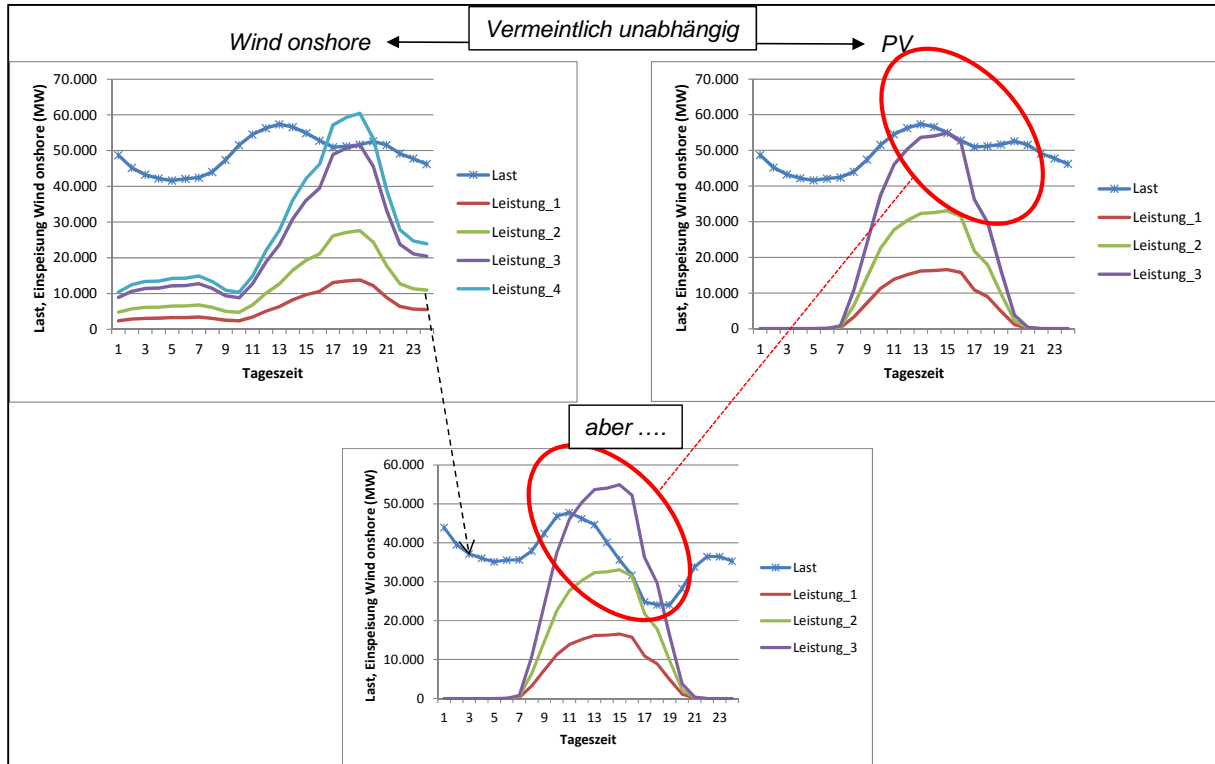 Vermeintlich unabhängig
Wind onshore
PV
70.000
60.000
50.000
40.000
30.000
20.000
10.000
0
Last, Einspeisung Wind onshore (MW)
1 3 5 7 9 11 13 15 17 19 21 23
Tageszeit
Last
Leistung_1
Leistung_2
Leistung_3
Leistung_4
70.000
60.000
50.000
40.000
30.000
20.000
10.000
0
Last, Einspeisung Wind onshore (MW)
1 3 5 7 9 11 13 15 17 19 21 23
Tageszeit
Last
Leistung_1
Leistung_2
Leistung_3
aber ....
60.000
50.000
40.000
30.000
20.000
10.000
0
Last, Einspeisung Wind onshore (MW)
1 3 5 7 9 11 13 15 17 19 21 23
Tageszeit
Last
Leistung_1
Leistung_2
Leistung_3